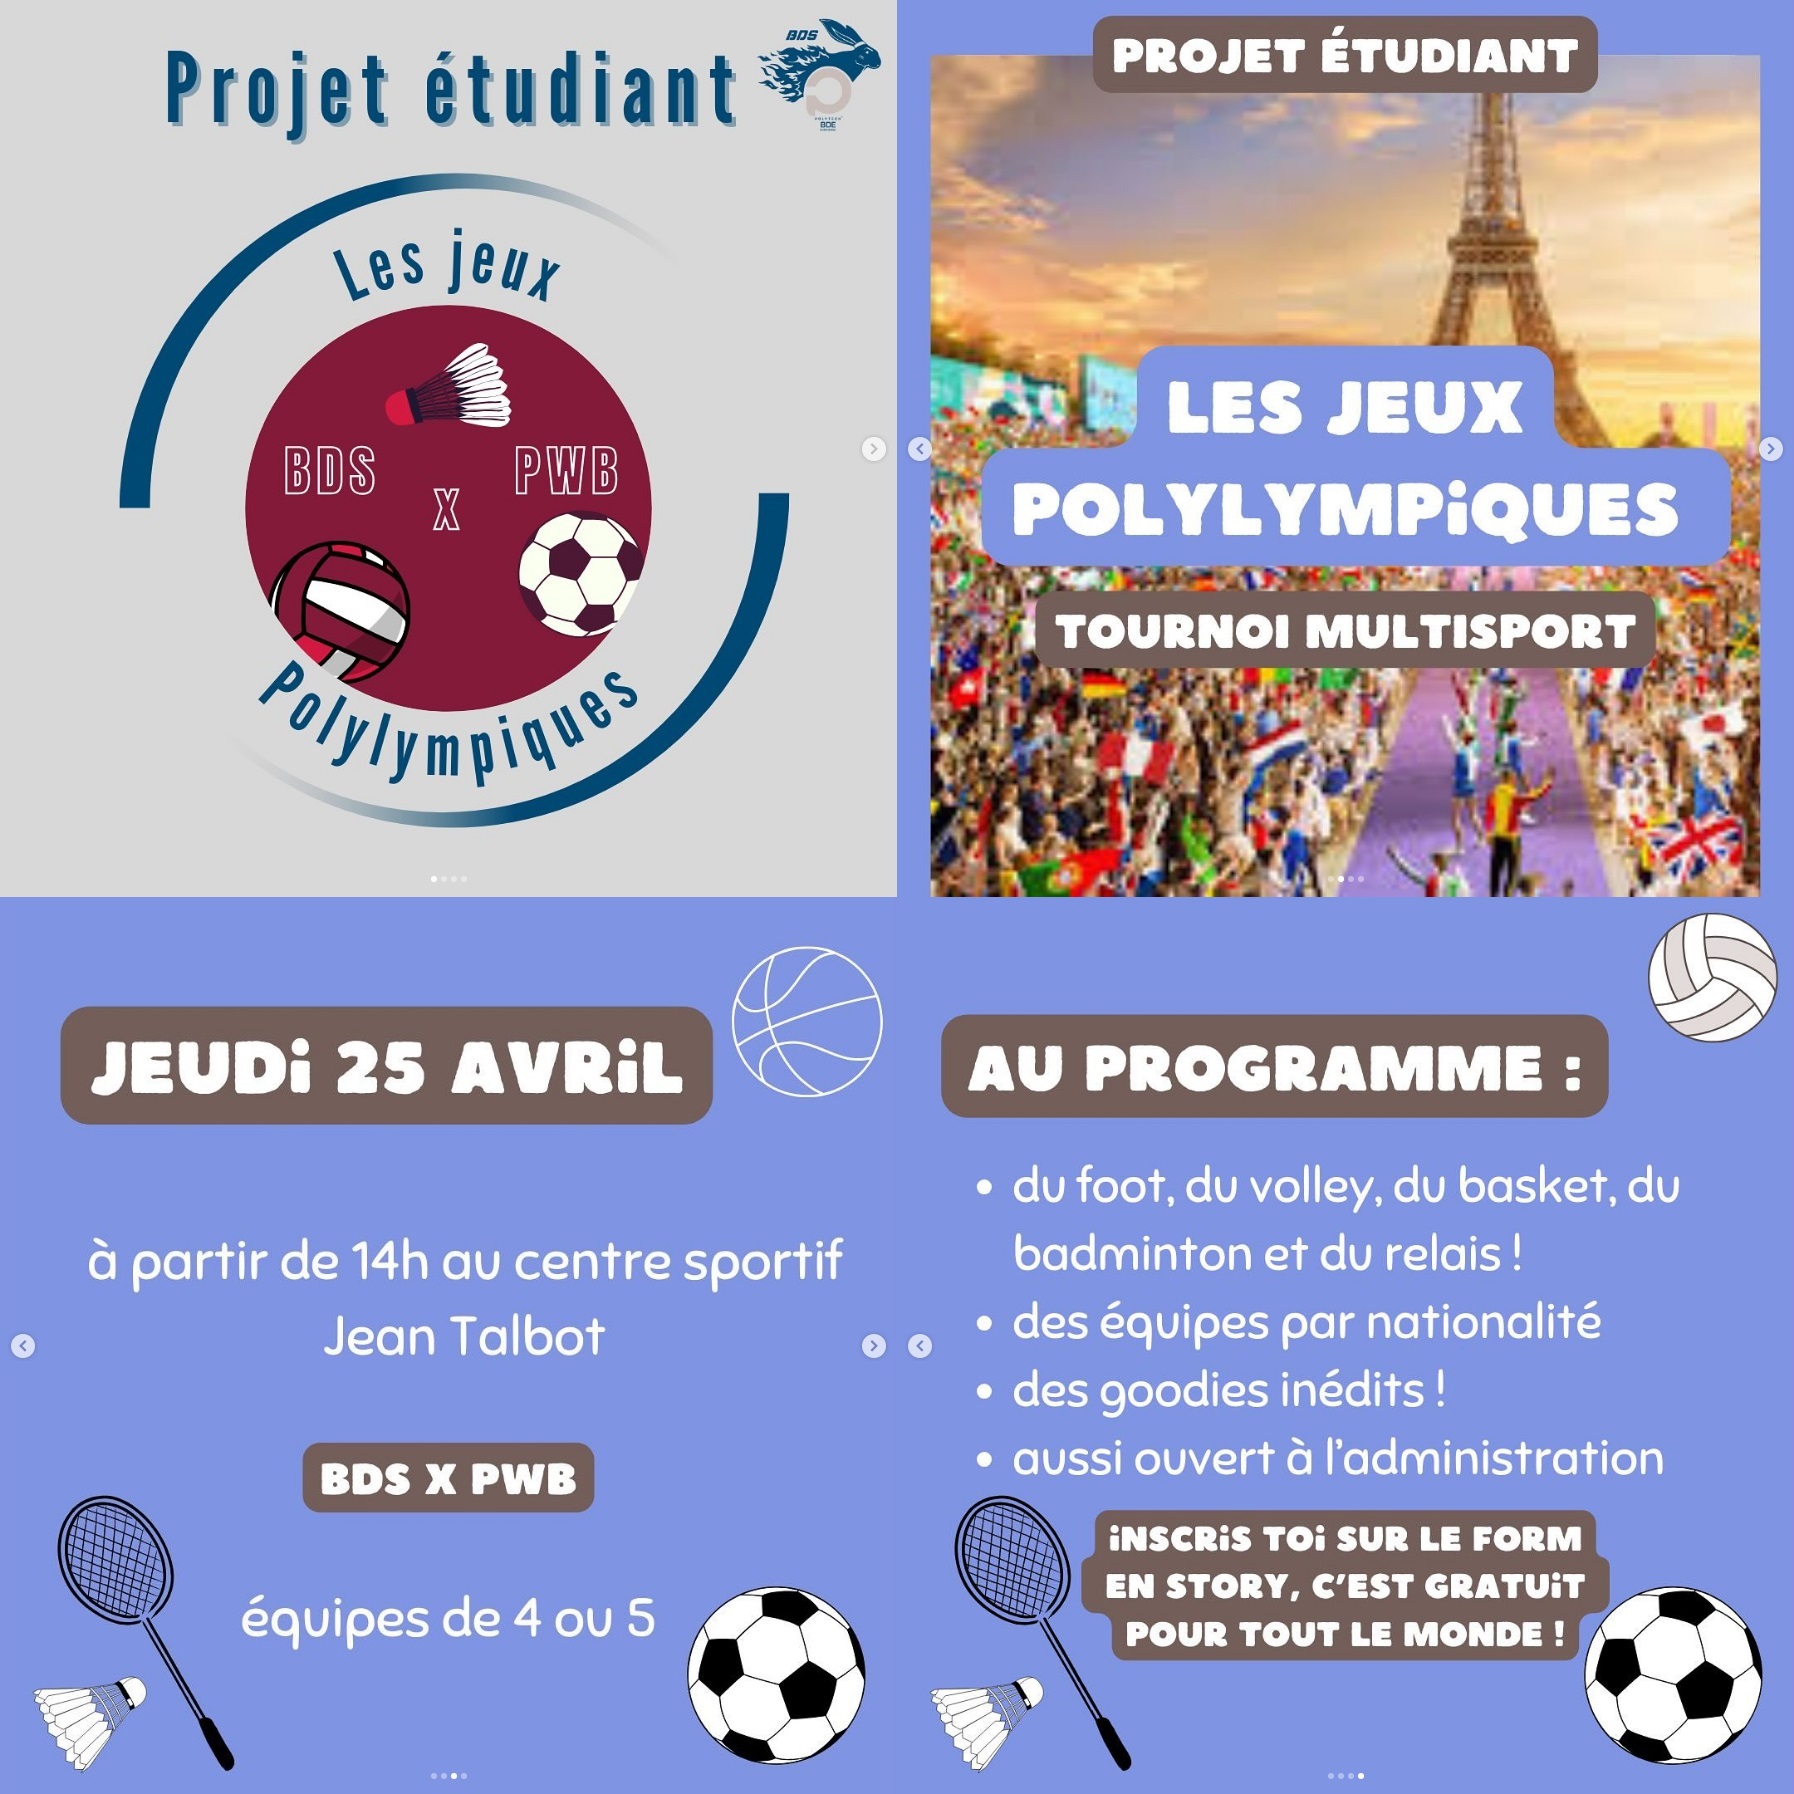 Projet étudiant
BDS
POLYTECH
BDE
Les jeux
BDS
PWB
X
Polylympiques
PROJET ÉTUDIANT
LES JEUX
POLYLYMPiQUES
TOURNOI MULTISPORT
JEUDi 25 AVRiL
à partir de 14h au centre sportif
Jean Talbot
BDS X PWB
équipes de 4 ou 5
AU PROGRAMME :
• du foot, du volley, du basket, du
badminton et du relais !
• des équipes par nationalité
• des goodies inédits !
• aussi ouvert à l'administration
iNSCRiS TOi SUR LE FORM
EN STORY, C'EST GRATUiT
POUR TOUT LE MONDE !